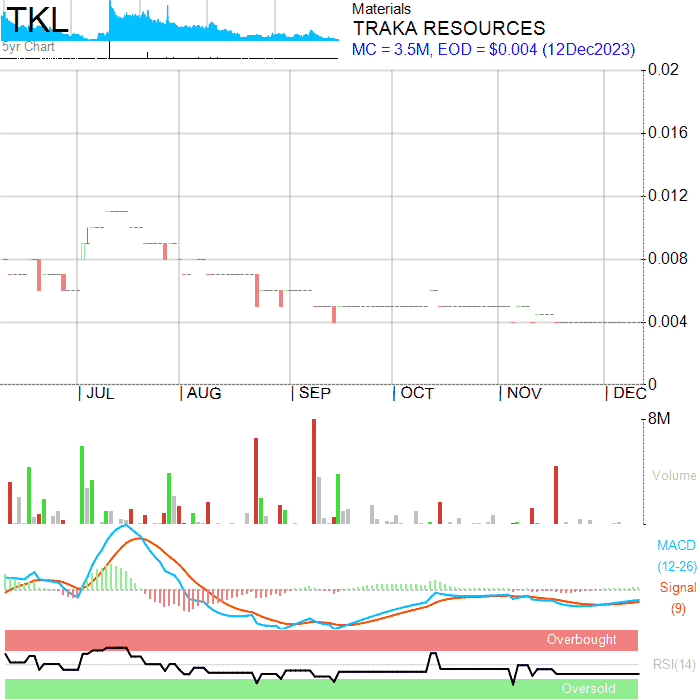 TKL
5yr Chart
Materials
TRAKA RESOURCES
MC = 3.5M, EOD = $0.004 (12Dec2023)
0.02
0.016
0.012
0.008
0.004
0
JUL AUG SEP OCT NOV DEC
8M
Volume
MACD
(12-26)
Signal
(9)
Overbought
RSI(14)
Oversold